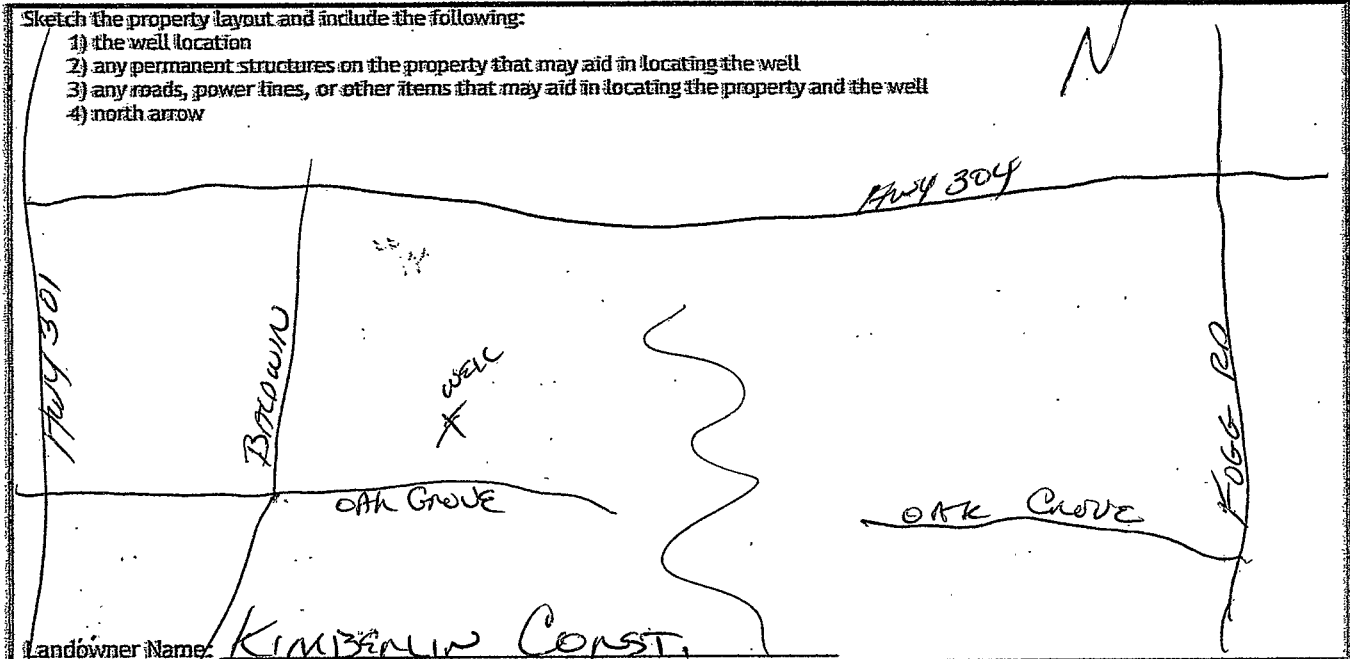 Sketch the property layout and include the following:
1) the well location
2) any permanent structures on the property that may aid in locating the well
3) any roads, power lines, or other items that may aid in locating the property and the well
4) north arrow
N
HWY 304
HWY 301
BALDWIN
WELL
X
FOGG RD
OAK GROVE
OAK GROVE
Landowner Name: KIMBERLIN CONST.